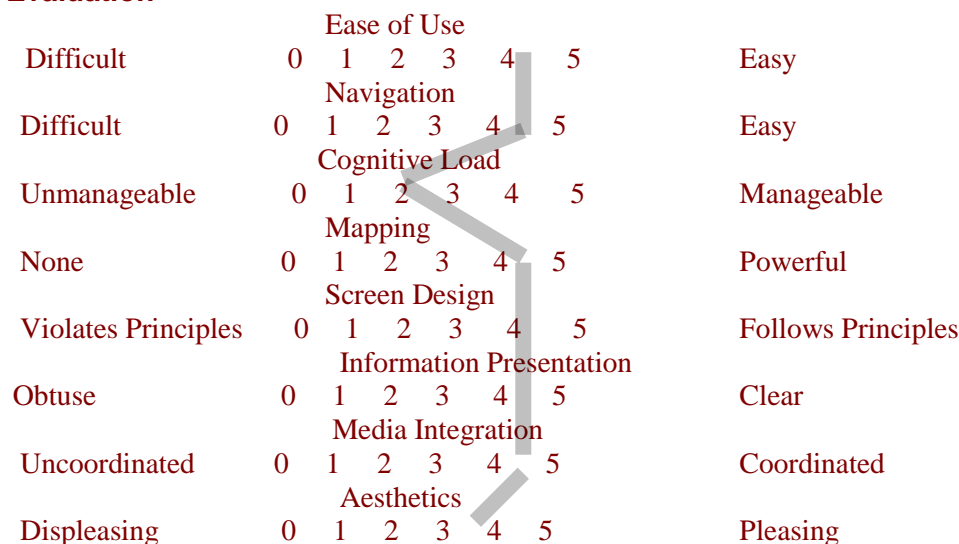 Evaluation
Ease of Use
Difficult 0 1 2 3 4 5 Easy
Navigation
Difficult 0 1 2 3 4 5 Easy
Cognitive Load
Unmanageable 0 1 2 3 4 5 Manageable
Mapping
None 0 1 2 3 4 5 Powerful
Screen Design
Violates Principles 0 1 2 3 4 5 Follows Principles
Information Presentation
Obtuse 0 1 2 3 4 5 Clear
Media Integration
Uncoordinated 0 1 2 3 4 5 Coordinated
Aesthetics
Displeasing 0 1 2 3 4 5 Pleasing